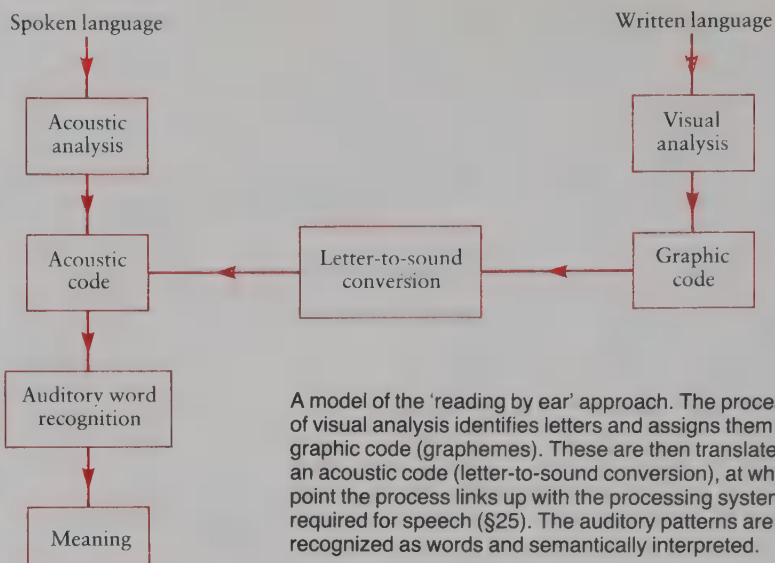 Spoken language
Written language
Acoustic
analysis
Visual
analysis
Acoustic
code
Letter-to-sound
conversion
Graphic
code
Auditory word
recognition
Meaning
A model of the 'reading by ear' approach. The
of visual analysis identifies letters and assigns them
graphic code (graphemes). These are then
an acoustic code (letter-to-sound conversion), at
point the process links up with the processing
required for speech (§25). The auditory patterns are
recognized as words and semantically interpreted.